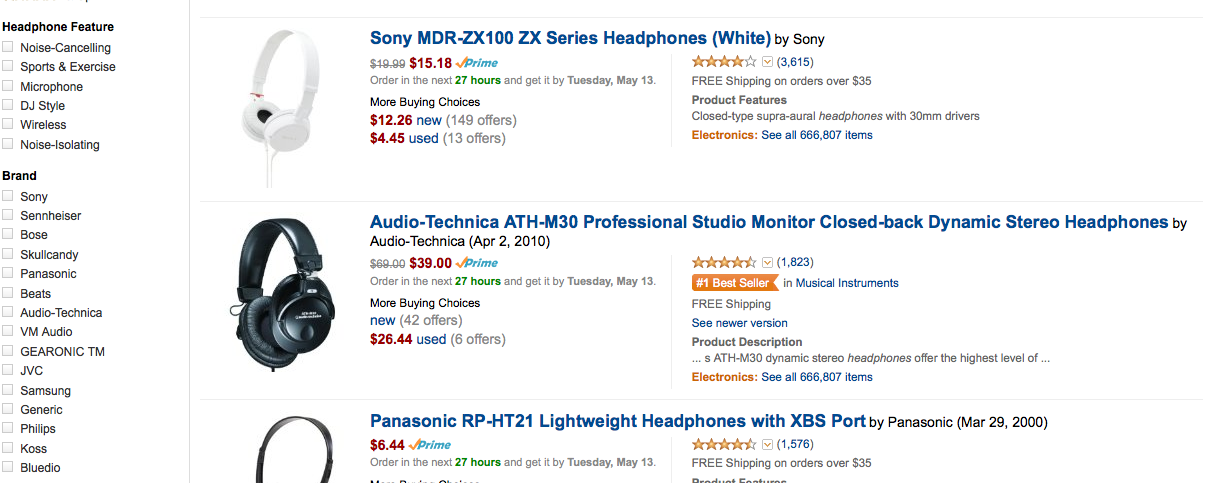 Headphone Feature
Noise-Cancelling
Sports & Exercise
Microphone
DJ Style
Wireless
Noise-Isolating
Brand
Sony
Sennheiser
Bose
Skullcandy
Panasonic
Beats
Audio-Technica
VM Audio
GEARONIC TM
JVC
Samsung
Generic
Philips
Koss
Bluedio
Sony MDR-ZX100 ZX Series Headphones (White) by Sony
$19.99 $15.18 Prime
Order in the next 27 hours and get it by Tuesday, May 13.
More Buying Choices
$12.26 new (149 offers)
$4.45 used (13 offers)
(3,615)
FREE Shipping on orders over $35
Product Features
Closed-type supra-aural headphones with 30mm drivers
Electronics: See all 666,807 items
Audio-Technica ATH-M30 Professional Studio Monitor Closed-back Dynamic Stereo Headphones by
Audio-Technica (Apr 2, 2010)
$69.00 $39.00 Prime
Order in the next 27 hours and get it by Tuesday, May 13.
More Buying Choices
new (42 offers)
$26.44 used (6 offers)
(1,823)
#1 Best Seller in Musical Instruments
FREE Shipping
See newer version
Product Description
... s ATH-M30 dynamic stereo headphones offer the highest level of ...
Electronics: See all 666,807 items
Panasonic RP-HT21 Lightweight Headphones with XBS Port by Panasonic (Mar 29, 2000)
$6.44 Prime
Order in the next 27 hours and get it by Tuesday, May 13.
More Buying Choices
(1,576)
FREE Shipping on orders over $35
Product Features